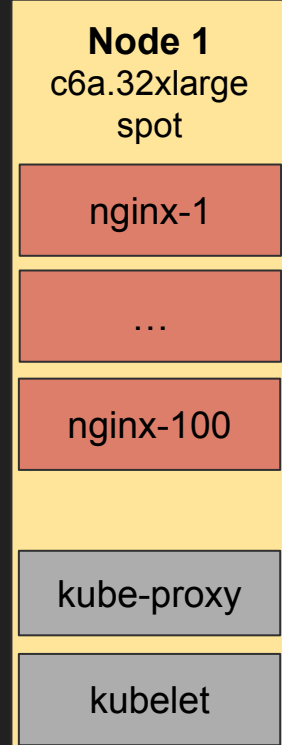 Node 1
c6a.32xlarge
spot
nginx-1
...
nginx-100
kube-proxy
kubelet